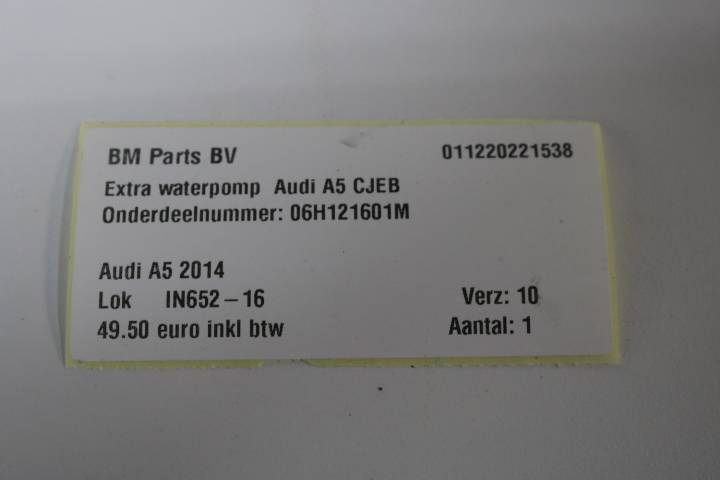 BM Parts BV 011220221538
Extra waterpomp Audi A5 CJEB
Onderdeelnummer: 06H121601M
Audi A5 2014
Lok IN652-16 Verz: 10
49.50 euro inkl btw Aantal: 1